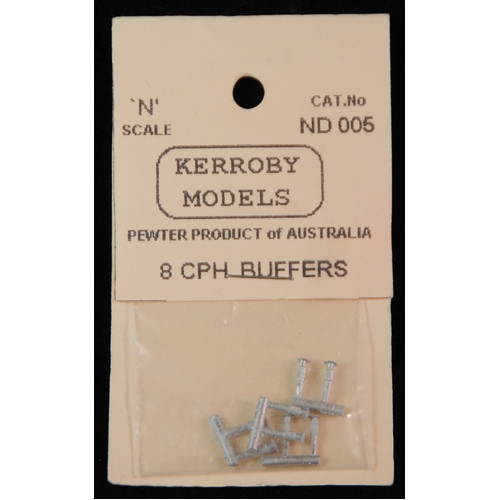 `N' CAT.No
SCALE ND 005
KERROBY
MODELS
PEWTER PRODUCT of AUSTRALIA
8 CPH BUFFERS